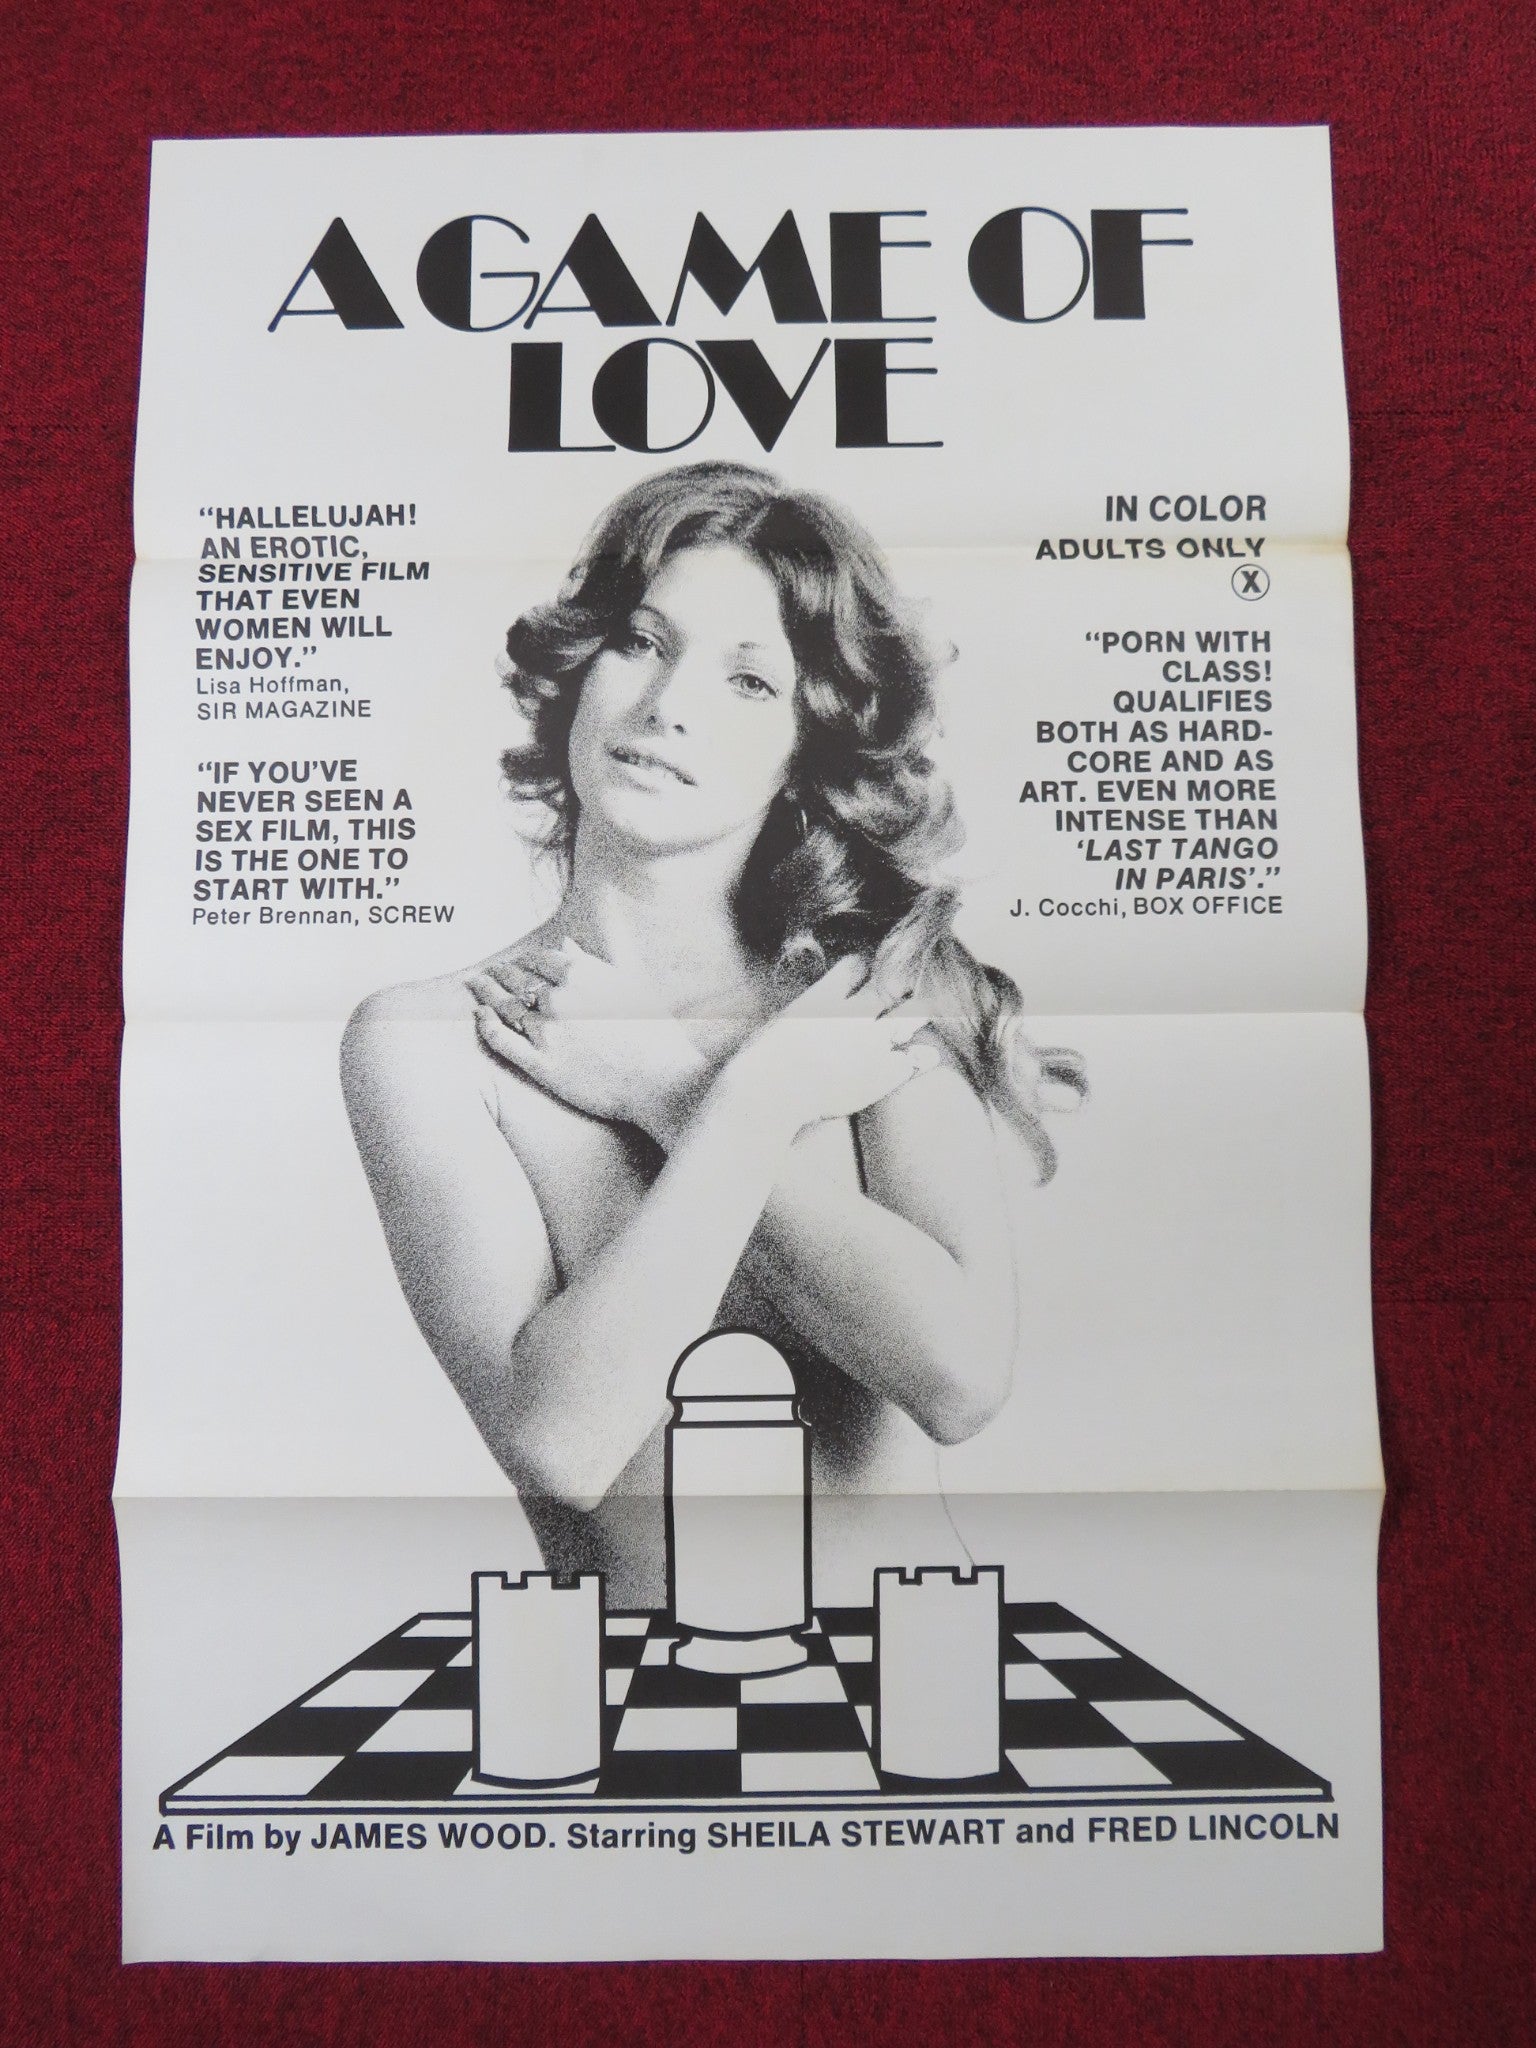 A GAME OF
LOVE
"HALLELUJAH!
AN EROTIC,
SENSITIVE FILM
THAT EVEN
WOMEN WILL
ENJOY."
Lisa Hoffman,
SIR MAGAZINE
"IF YOU'VE
NEVER SEEN A
SEX FILM, THIS
IS THE ONE TO
START WITH."
Peter Brennan, SCREW
IN COLOR
ADULTS ONLY
X
"PORN WITH
CLASS!
QUALIFIES
BOTH AS HARD-
CORE AND AS
ART. EVEN MORE
INTENSE THAN
'LAST TANGO
IN PARIS'."
J. Cocchi, BOX OFFICE
A Film by JAMES WOOD. Starring SHEILA STEWART and FRED LINCOLN